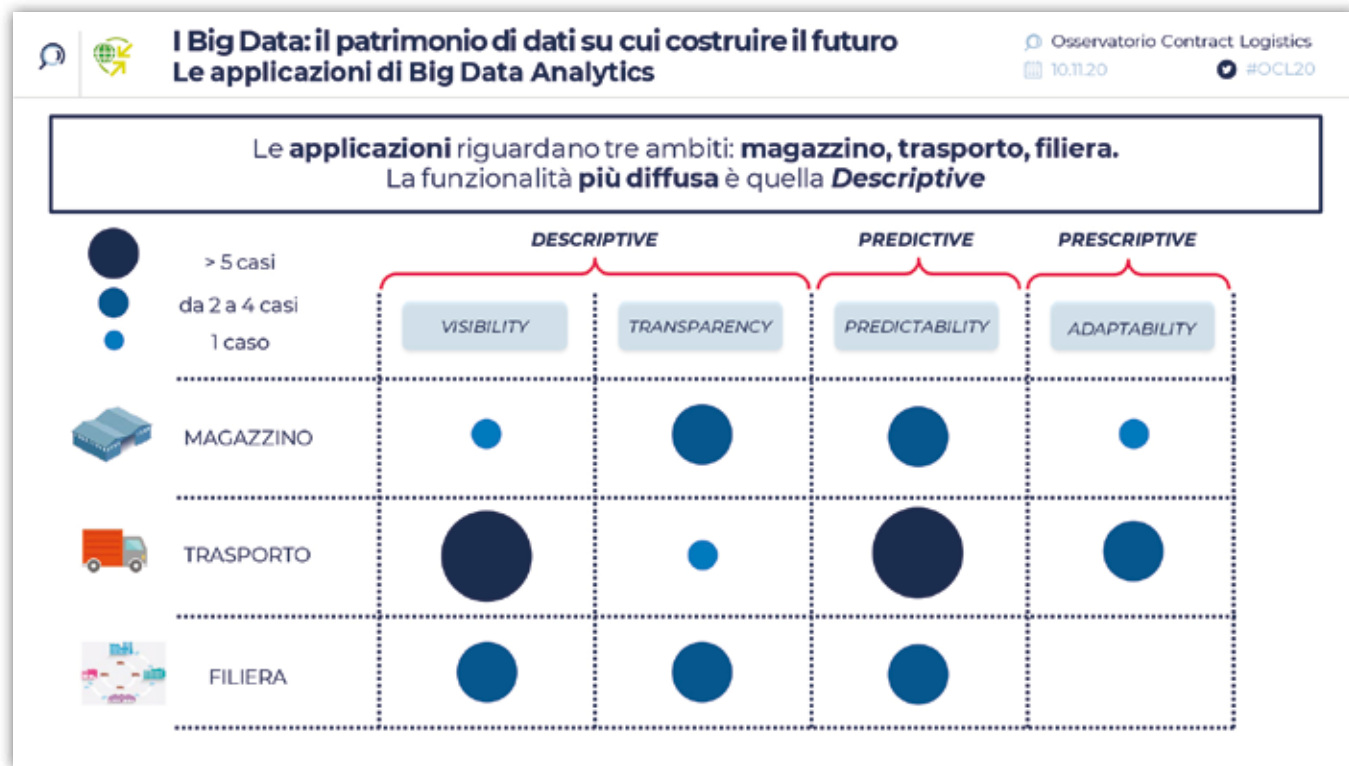 I Big Data: il patrimonio di dati su cui costruire il futuro
Le applicazioni di Big Data Analytics
Osservatorio Contract Logistics
10.11.20
#OCL20
Le applicazioni riguardano tre ambiti: magazzino, trasporto, filiera.
La funzionalità più diffusa è quella Descriptive
> 5 casi
da 2 a 4 casi
1 caso
DESCRIPTIVE
PREDICTIVE
PRESCRIPTIVE
VISIBILITY
TRANSPARENCY
PREDICTABILITY
ADAPTABILITY
MAGAZZINO
TRASPORTO
FILIERA